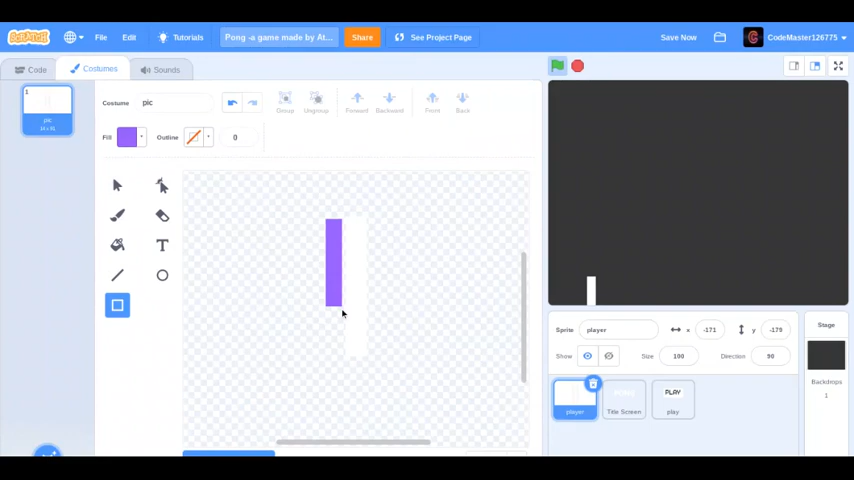 SCRATCH
File
Edit
Tutorials
Pong -a game made by At...
Share
See Project Page
Save Now
CodeMaster126775
Code
Costumes
Sounds
1
pic
Costume
pic
Group
Ungroup
Forward
Backward
Front
Back
Fill
Outline
0
Sprite
player
x
-171
y
-179
Show
Size
100
Direction
90
Stage
Backdrops
1
player
Title Screen
PLAY
play